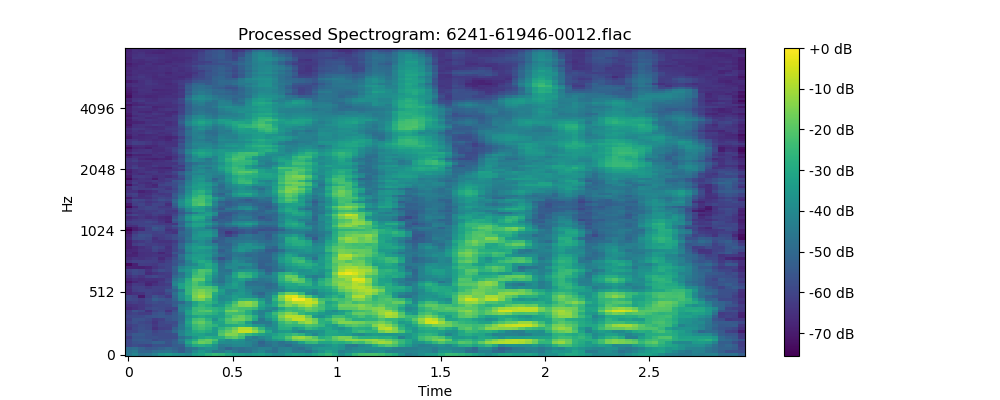 Processed Spectrogram: 6241-61946-0012.flac
Hz
4096
2048
1024
512
0
0
0.5
1
1.5
2
2.5
Time
+0 dB
-10 dB
-20 dB
-30 dB
-40 dB
-50 dB
-60 dB
-70 dB